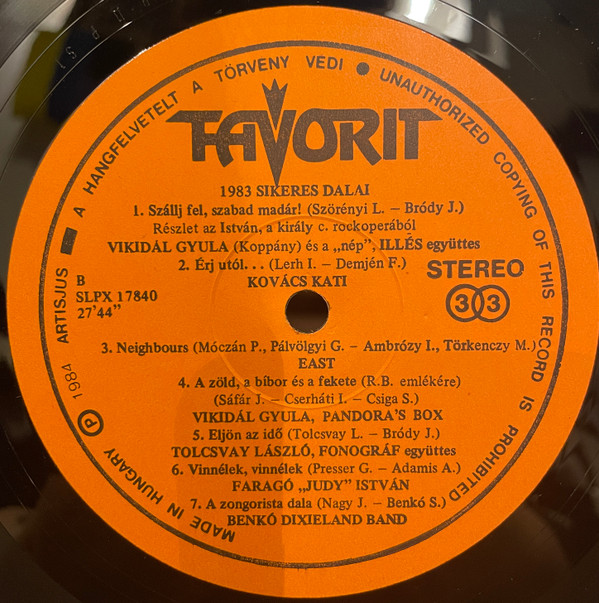 A HANGFELVETELT A TÖRVENY VEDI ● UNAUTHORIZED COPYING OF THIS RECORD IS PROHIBITED
FAVORIT
1983 SIKERES DALAI
1. Szállj fel, szabad madár! (Szörényi L. – Bródy J.)
Részlet az István, a király c. rockoperából
VIKIDÁL GYULA (Koppány) és a „nép”, ILLÉS együttes
2. Érj utól... (Lerh I. – Demjén F.)
KOVÁCS KATI
STEREO
33
B
SLPX 17840
27'44"
3. Neighbours (Móczán P., Pálvölgyi G. – Ambrózy I., Törkenczy M.)
EAST
4. A zöld, a bíbor és a fekete (R.B. emlékére)
(Sáfár J. – Cserháti I. – Csiga S.)
VIKIDÁL GYULA, PANDORA'S BOX
5. Eljön az idő (Tolcsvay L. – Bródy J.)
TOLCSVAY LÁSZLÓ, FONOGRÁF együttes
6. Vinnélek, vinnélek (Presser G. – Adamis A.)
FARAGÓ „JUDY” ISTVÁN
7. A zongorista dala (Nagy J. – Benkó S.)
BENKÓ DIXIELAND BAND
MADE IN HUNGARY Ⓟ 1984 ARTISJUS